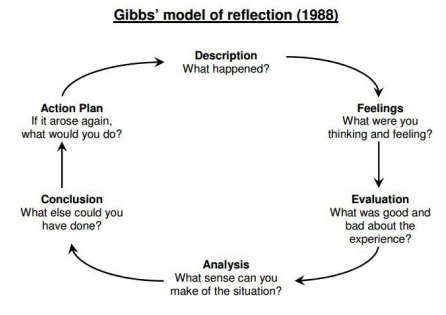 Gibbs' model of reflection (1988)
Description
What happened?
Feelings
What were you
thinking and feeling?
Evaluation
What was good and
bad about the
experience?
Analysis
What sense can you
make of the situation?
Conclusion
What else could you
have done?
Action Plan
If it arose again,
what would you do?